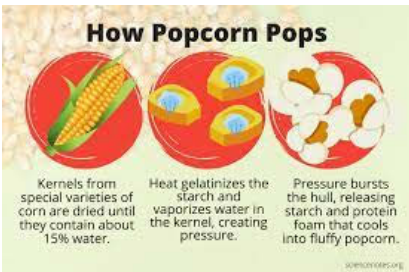 How Popcorn Pops
Kernels from
special varieties of
corn are dried until
they contain about
15% water.
Heat gelatinizes the
starch and
vaporizes water in
the kernel, creating
pressure.
Pressure bursts
the hull, releasing
starch and protein
foam that cools
into fluffy popcorn.
sciencenotes.org